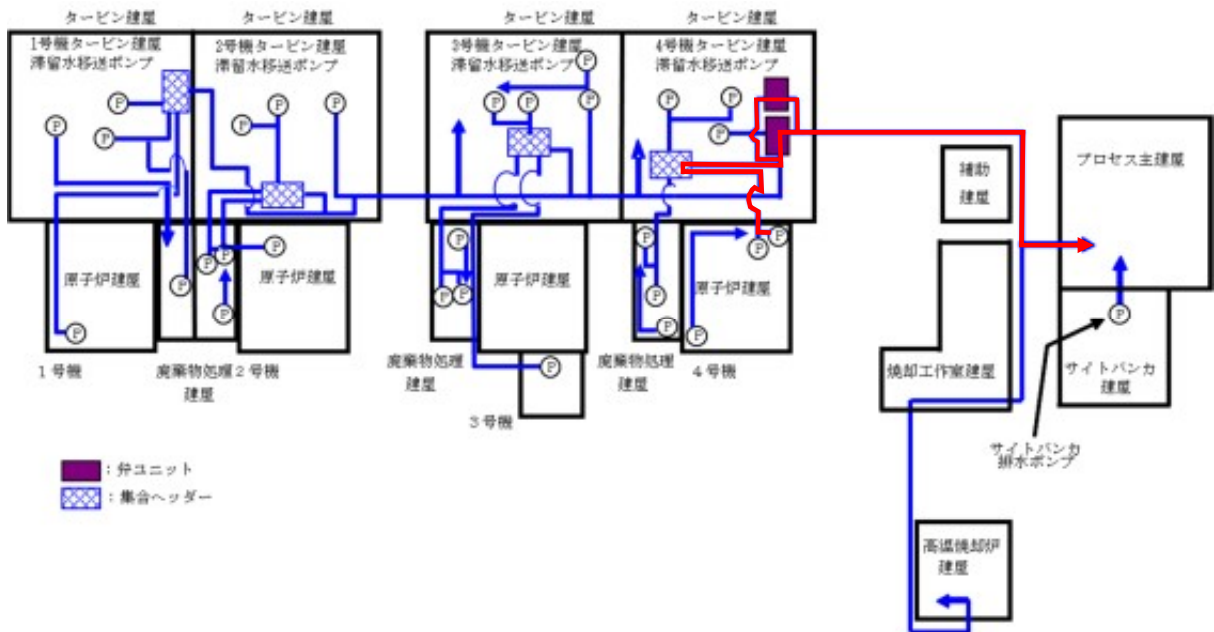 タービン建屋
タービン建屋
タービン建屋
タービン建屋
1号機タービン建屋
滞留水移送ポンプ
2号機タービン建屋
滞留水移送ポンプ
3号機タービン建屋
滞留水移送ポンプ
4号機タービン建屋
滞留水移送ポンプ
P
P
P
P
P
P
P
P
P
P
P
P
P
P
原子炉建屋
P
P
1号機
廃棄物処理
建屋
P
P
P
P
原子炉建屋
2号機
P
P
P
原子炉建屋
廃棄物処理
建屋
P
3号機
P
P
P
P
P
P
原子炉建屋
廃棄物処理
建屋
4号機
補助
建屋
プロセス主建屋
焼却工作室建屋
P
サイトバンカ
建屋
サイトバンカ
排水ポンプ
高温焼却炉
建屋
:弁ユニット
:集合ヘッダー